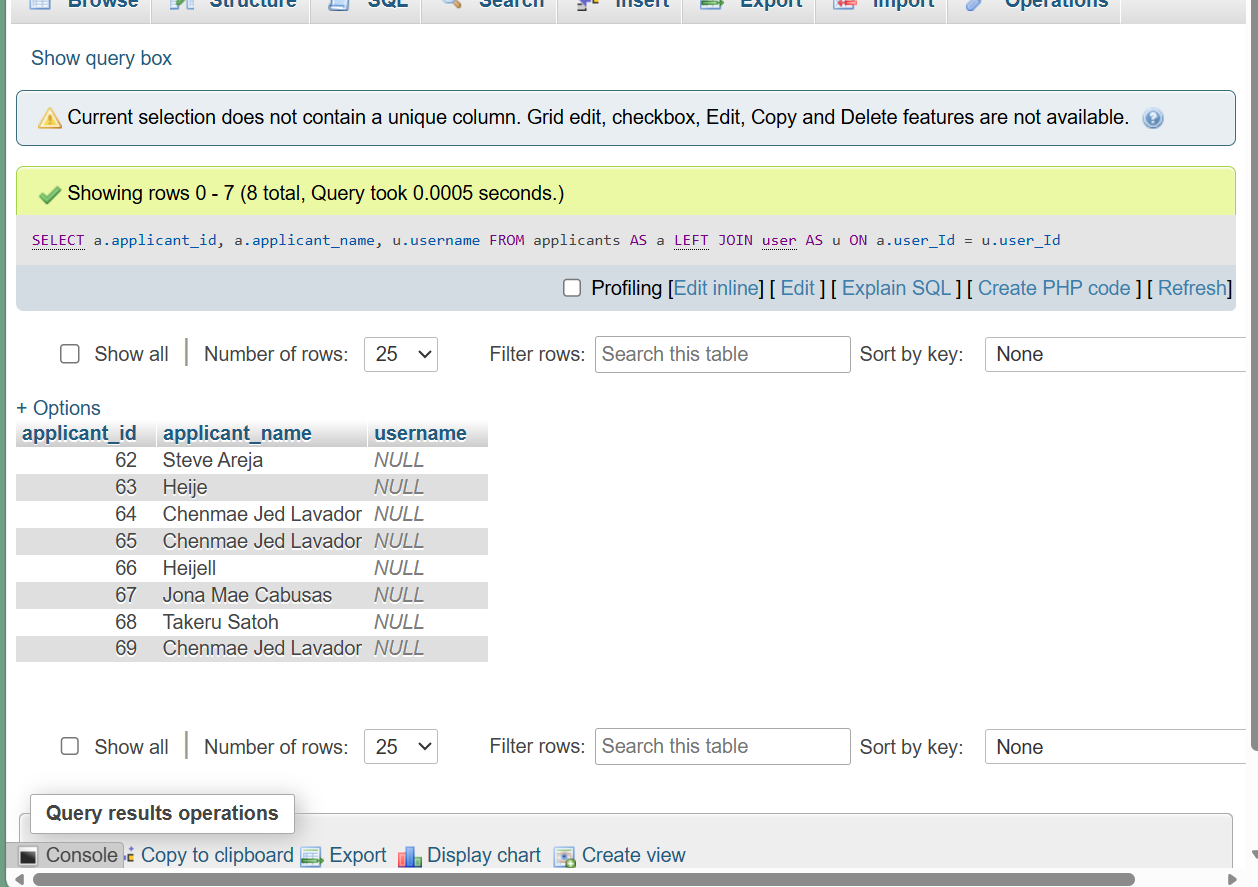 Browse Structure SQL Search Insert Export Import Operations
Show query box
Current selection does not contain a unique column. Grid edit, checkbox, Edit, Copy and Delete features are not available.
Showing rows 0 - 7 (8 total, Query took 0.0005 seconds.)
SELECT a.applicant_id, a.applicant_name, u.username FROM applicants AS a LEFT JOIN user AS u ON a.user_Id = u.user_Id
Profiling [Edit inline] [ Edit ] [ Explain SQL ] [ Create PHP code ] [ Refresh]
Show all Number of rows: 25 Filter rows: Search this table Sort by key: None
+ Options
applicant_id applicant_name username
62 Steve Areja NULL
63 Heije NULL
64 Chenmae Jed Lavador NULL
65 Chenmae Jed Lavador NULL
66 Heijell NULL
67 Jona Mae Cabusas NULL
68 Takeru Satoh NULL
69 Chenmae Jed Lavador NULL
Show all Number of rows: 25 Filter rows: Search this table Sort by key: None
Query results operations
Console Copy to clipboard Export Display chart Create view